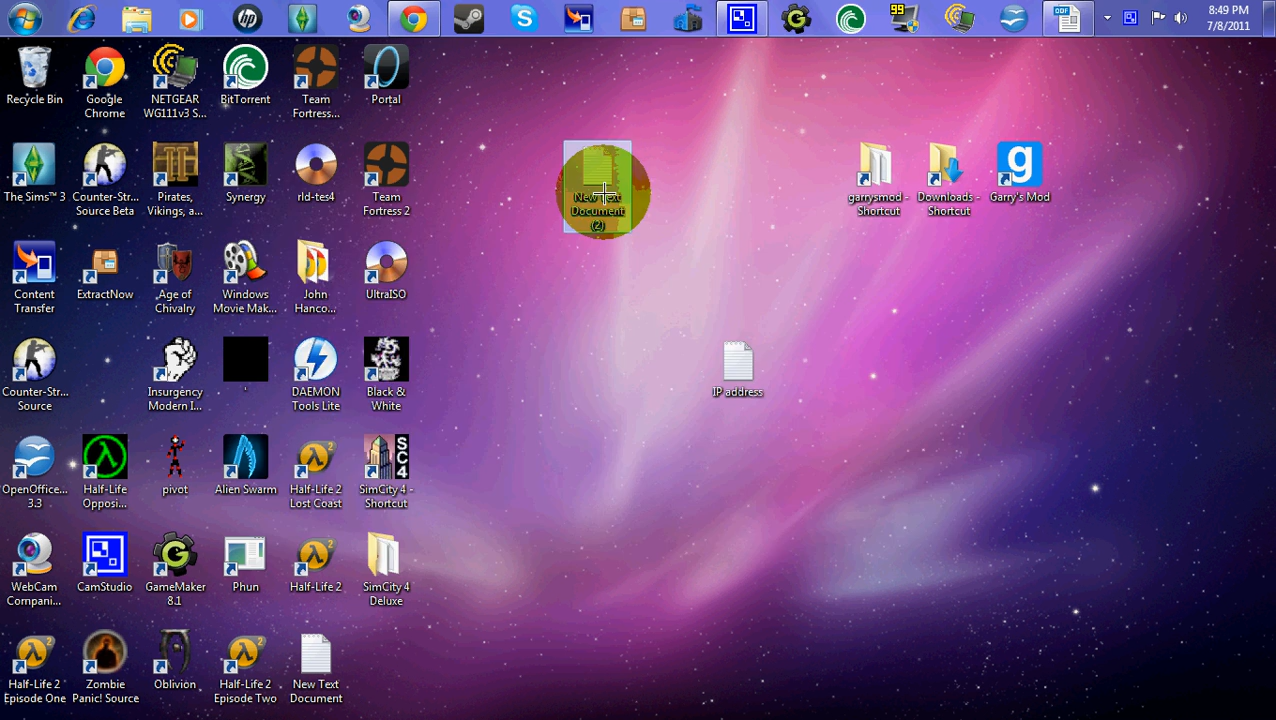 99
8:49 PM
7/8/2011
Recycle Bin
Google
Chrome
NETGEAR
WG111v3 S...
BitTorrent
Team
Fortress...
Portal
The Sims™ 3
Counter-Str...
Source Beta
Pirates,
Vikings, a...
Synergy
rld-tes4
Team
Fortress 2
New Text
Document
(2)
garrysmod -
Shortcut
Downloads -
Shortcut
Garry's Mod
Content
Transfer
ExtractNow
Age of
Chivalry
Windows
Movie Mak...
John
Hanco...
UltraISO
Counter-Str...
Source
Insurgency
Modern I...
'
DAEMON
Tools Lite
Black &
White
IP address
OpenOffice...
3.3
Half-Life
Opposi...
pivot
Alien Swarm
Half-Life 2
Lost Coast
SimCity 4 -
Shortcut
WebCam
Compani...
CamStudio
GameMaker
8.1
Phun
Half-Life 2
SimCity 4
Deluxe
Half-Life 2
Episode One
Zombie
Panic! Source
Oblivion
Half-Life 2
Episode Two
New Text
Document